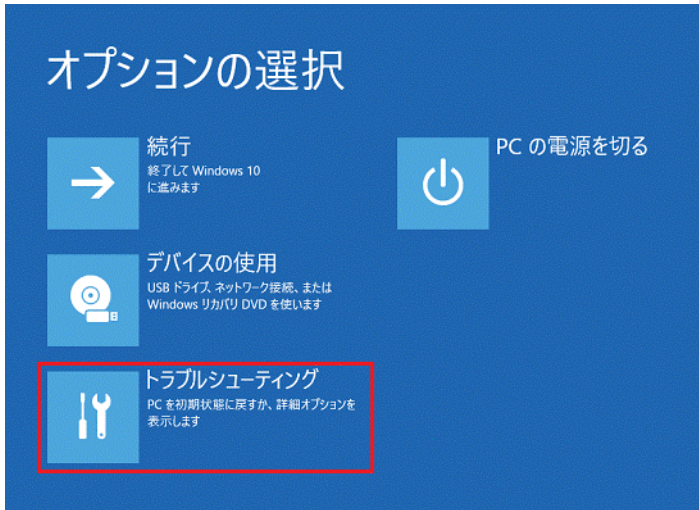 オプションの選択
続行
終了して Windows 10
に進みます
PC の電源を切る
デバイスの使用
USB ドライブ、ネットワーク接続、または
Windows リカバリ DVD を使います
トラブルシューティング
PC を初期状態に戻すか、詳細オプションを
表示します